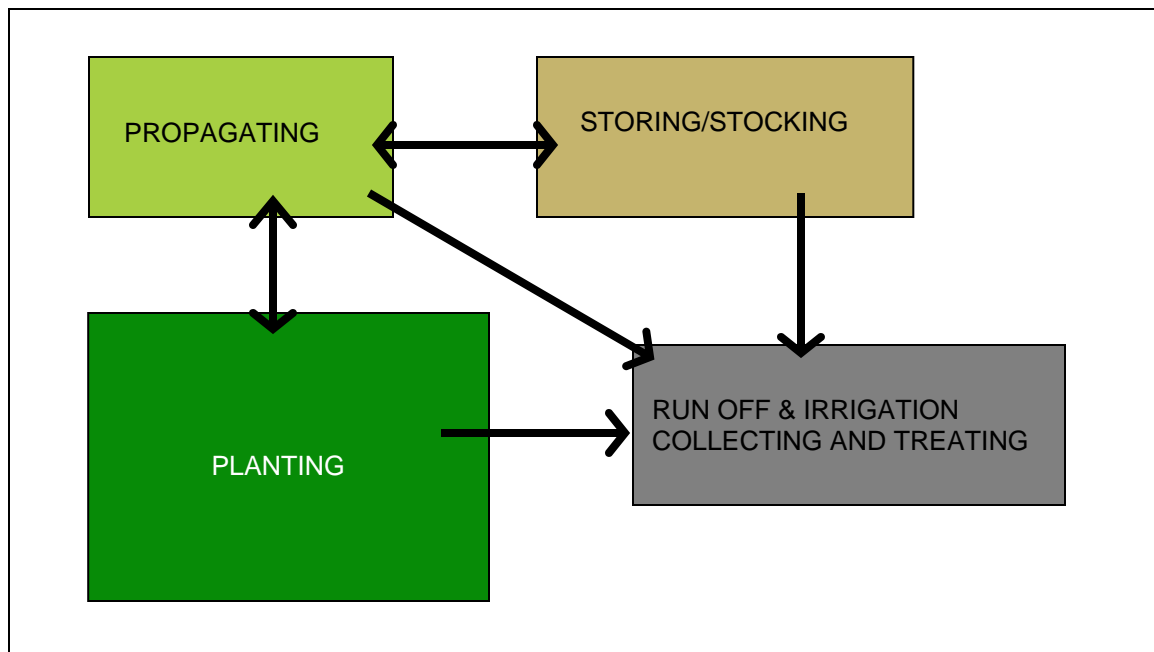 PROPAGATING
STORING/STOCKING
PLANTING
RUN OFF & IRRIGATION
COLLECTING AND TREATING